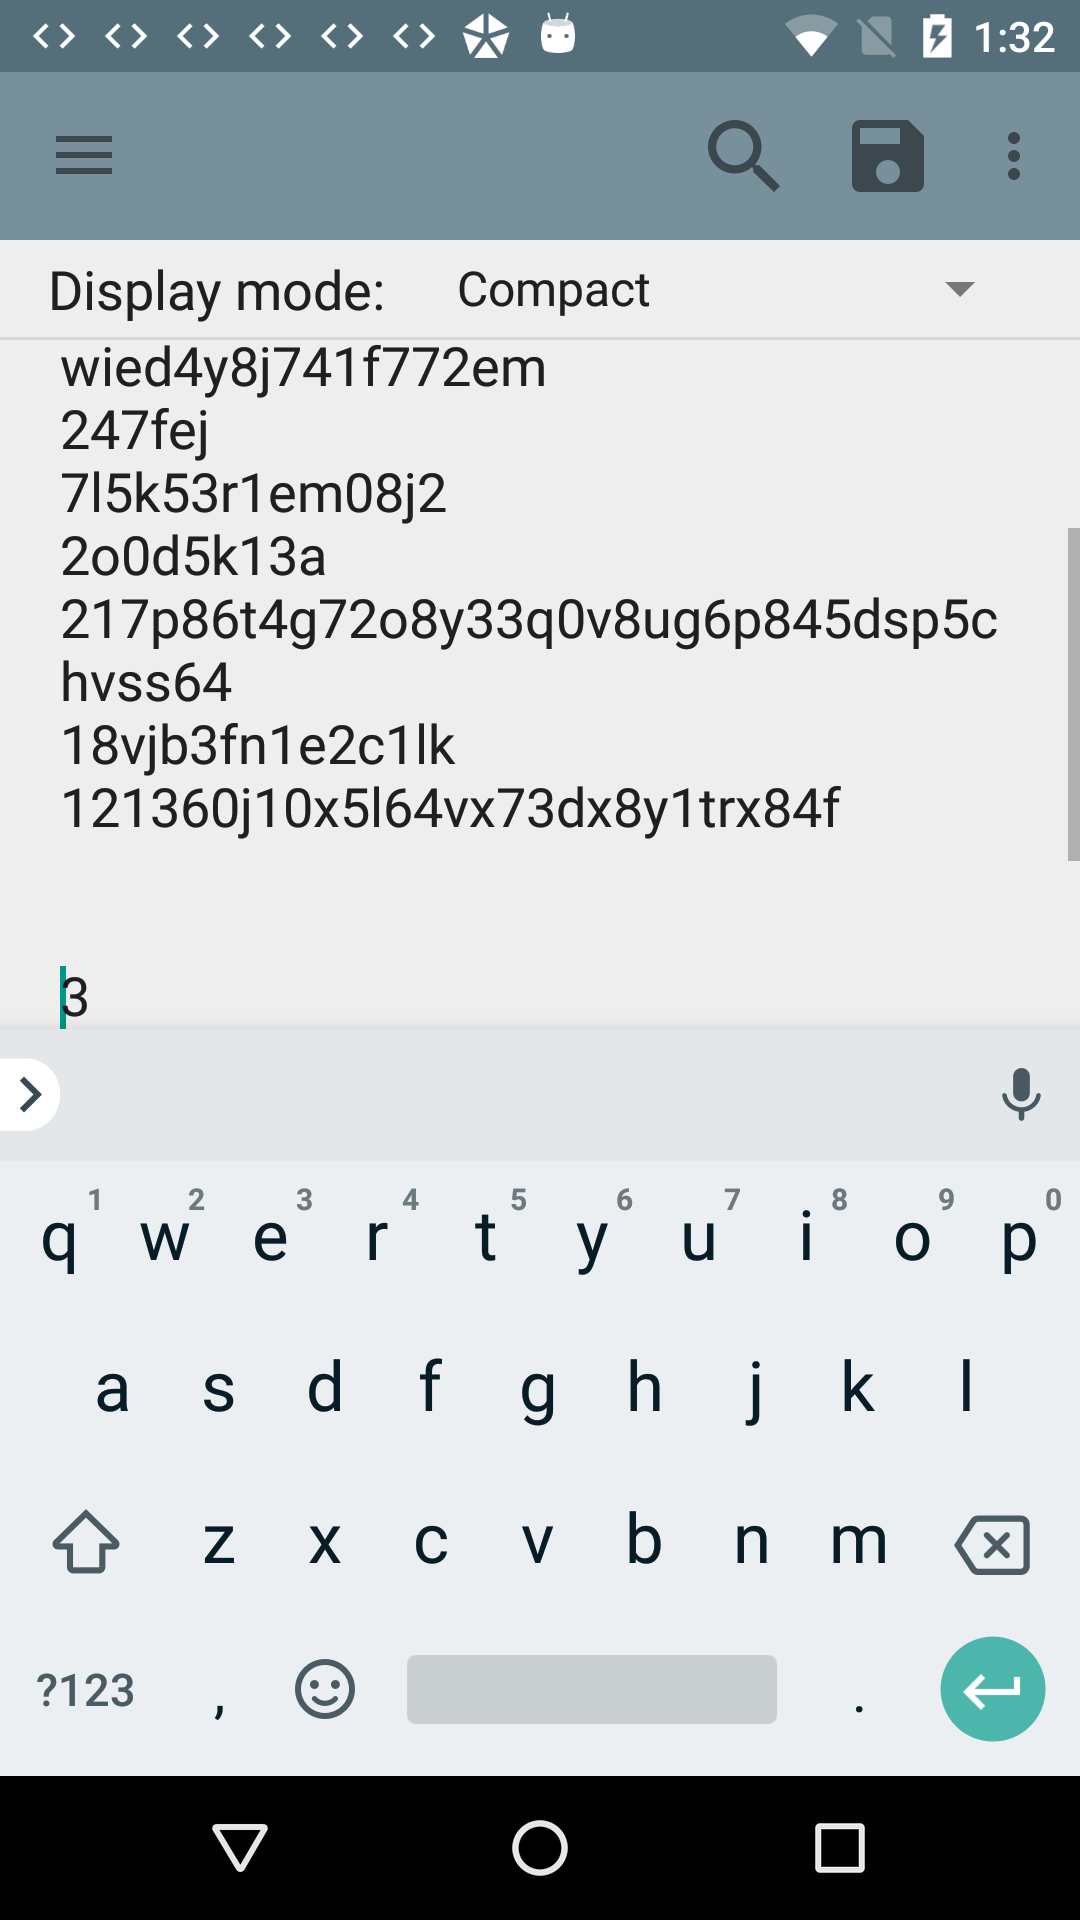 1:32
Display mode: Compact
wied4y8j741f772em
247fej
7l5k53r1em08j2
2o0d5k13a
217p86t4g72o8y33q0v8ug6p845dsp5c
hvss64
18vjb3fn1e2c1lk
121360j10x5l64vx73dx8y1trx84f
3
1 2 3 4 5 6 7 8 9 0
q w e r t y u i o p
a s d f g h j k l
z x c v b n m
?123 , .